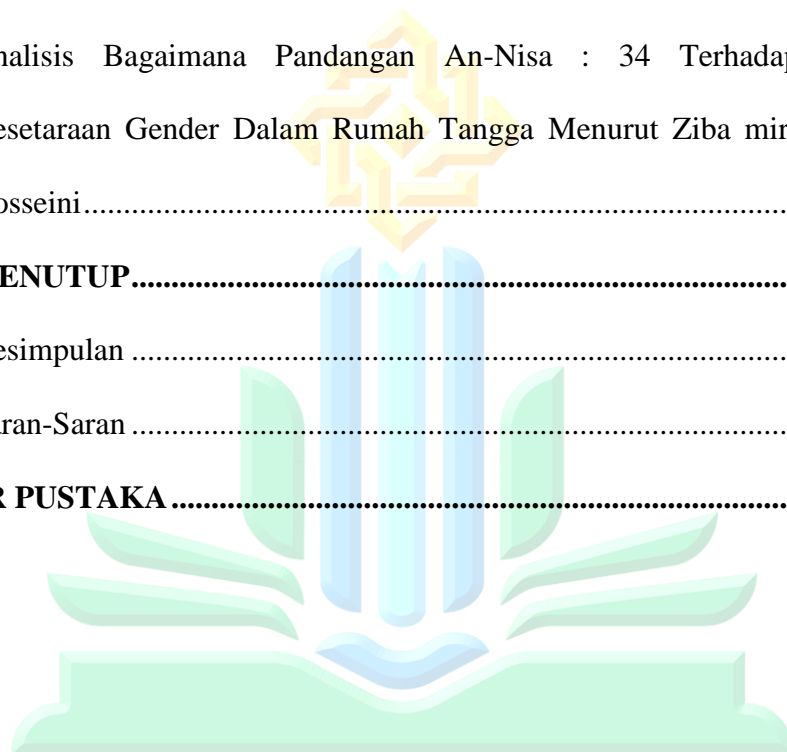 nalisis Bagaimana Pandangan An-Nisa : 34 Terhadap
esetaraan Gender Dalam Rumah Tangga Menurut Ziba mir
osseini..........................................................................................
ENUTUP....................................................................................
esimpulan .....................................................................................
aran-Saran .....................................................................................
R PUSTAKA ...............................................................................